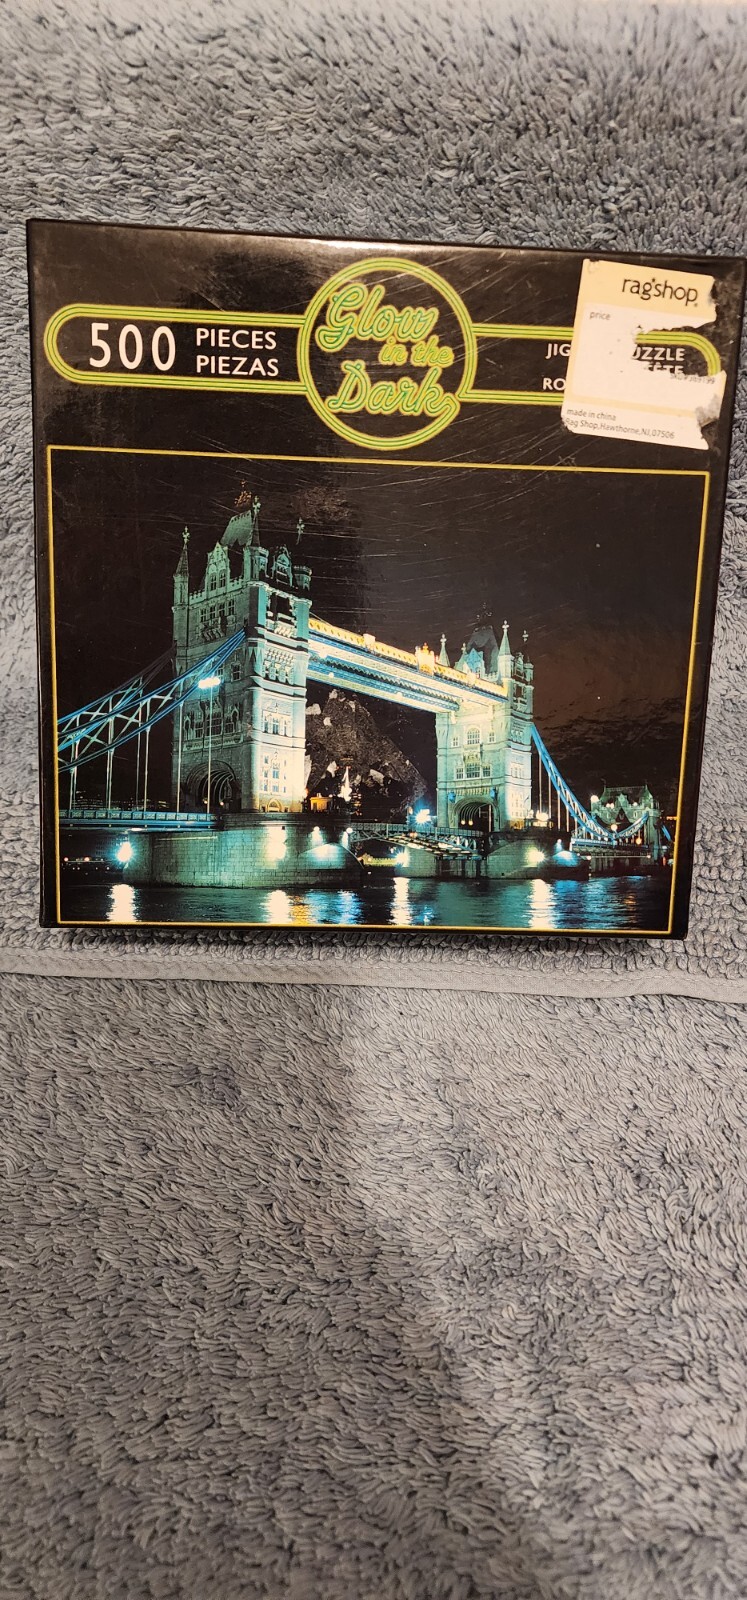 500 PIECES
PIEZAS
Glow
in the
Dark
JIG UZZLE
RO
rag shop
price
made in china
Rag Shop, Hawthorne, NJ, 07506